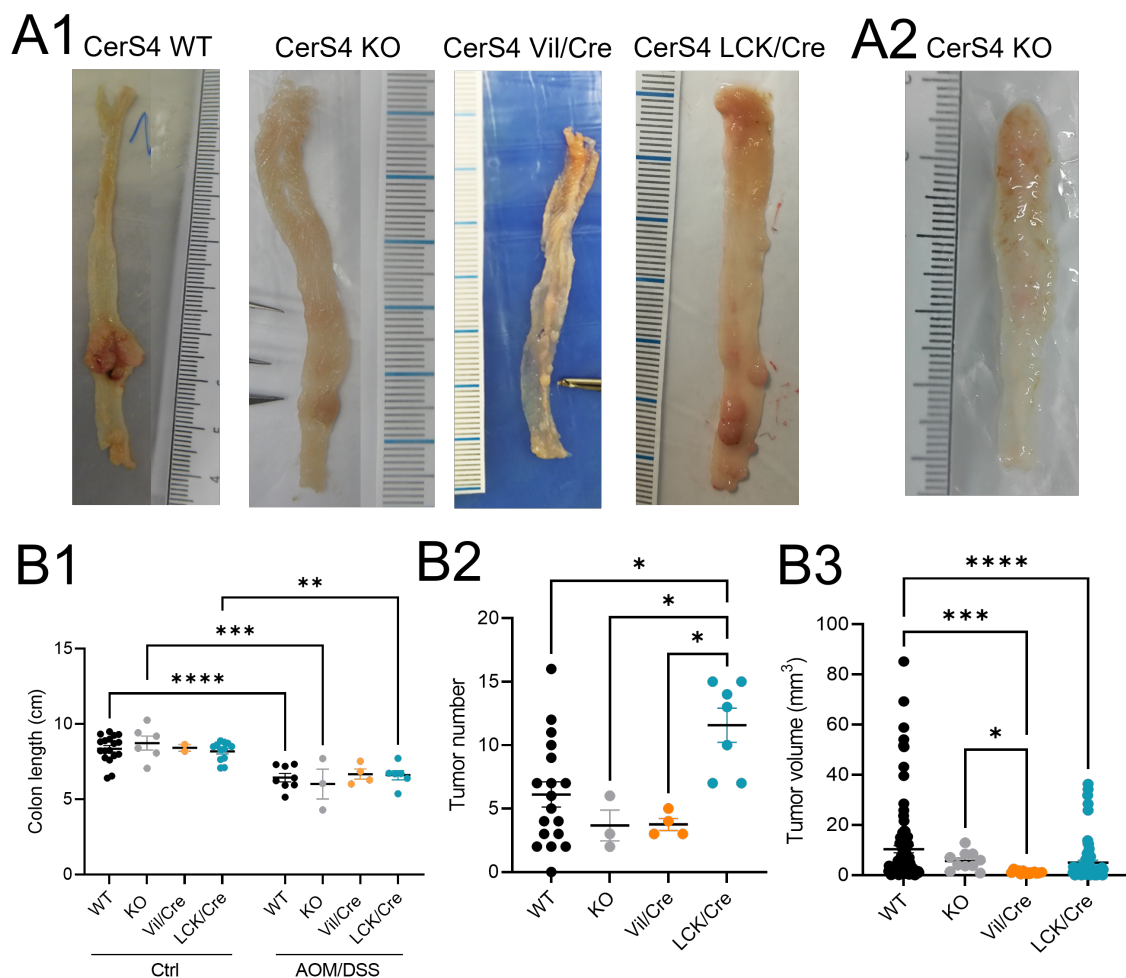 A1 CerS4 WT CerS4 KO CerS4 Vil/Cre CerS4 LCK/Cre A2 CerS4 KO
5
4
B1
B2
B3
**
***
****
15
10
5
0
Colon length (cm)
WT KO Vil/Cre LCK/Cre WT KO Vil/Cre LCK/Cre
Ctrl AOM/DSS
*
*
*
20
15
10
5
0
Tumor number
WT KO Vil/Cre LCK/Cre
****
***
*
100
80
60
40
20
0
Tumor volume (mm³)
WT KO Vil/Cre LCK/Cre